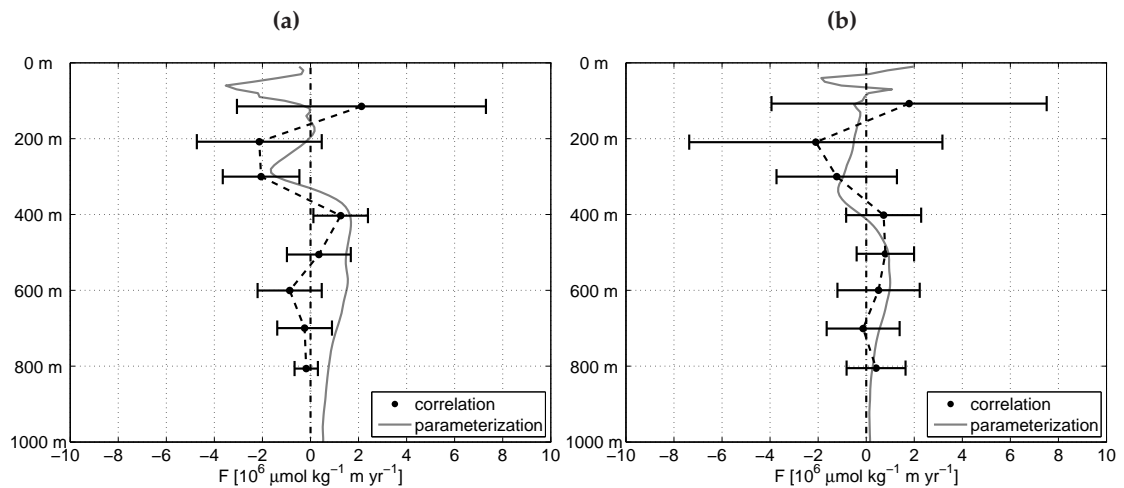 (a)
0 m
200 m
400 m
600 m
800 m
1000 m
−10 −8 −6 −4 −2 0 2 4 6 8 10
F [10⁶ μmol kg⁻¹ m yr⁻¹]
correlation
parameterization
(b)
0 m
200 m
400 m
600 m
800 m
1000 m
−10 −8 −6 −4 −2 0 2 4 6 8 10
F [10⁶ μmol kg⁻¹ m yr⁻¹]
correlation
parameterization